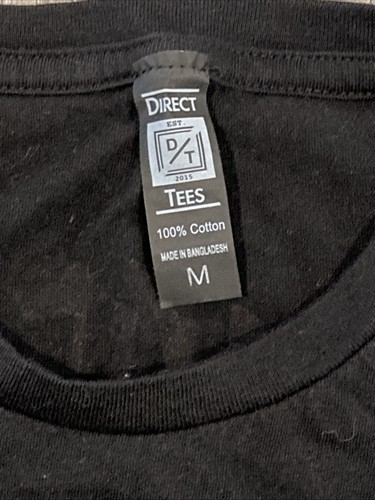 DIRECT
EST.
D/T
2015
TEES
100% Cotton
MADE IN BANGLADESH
M